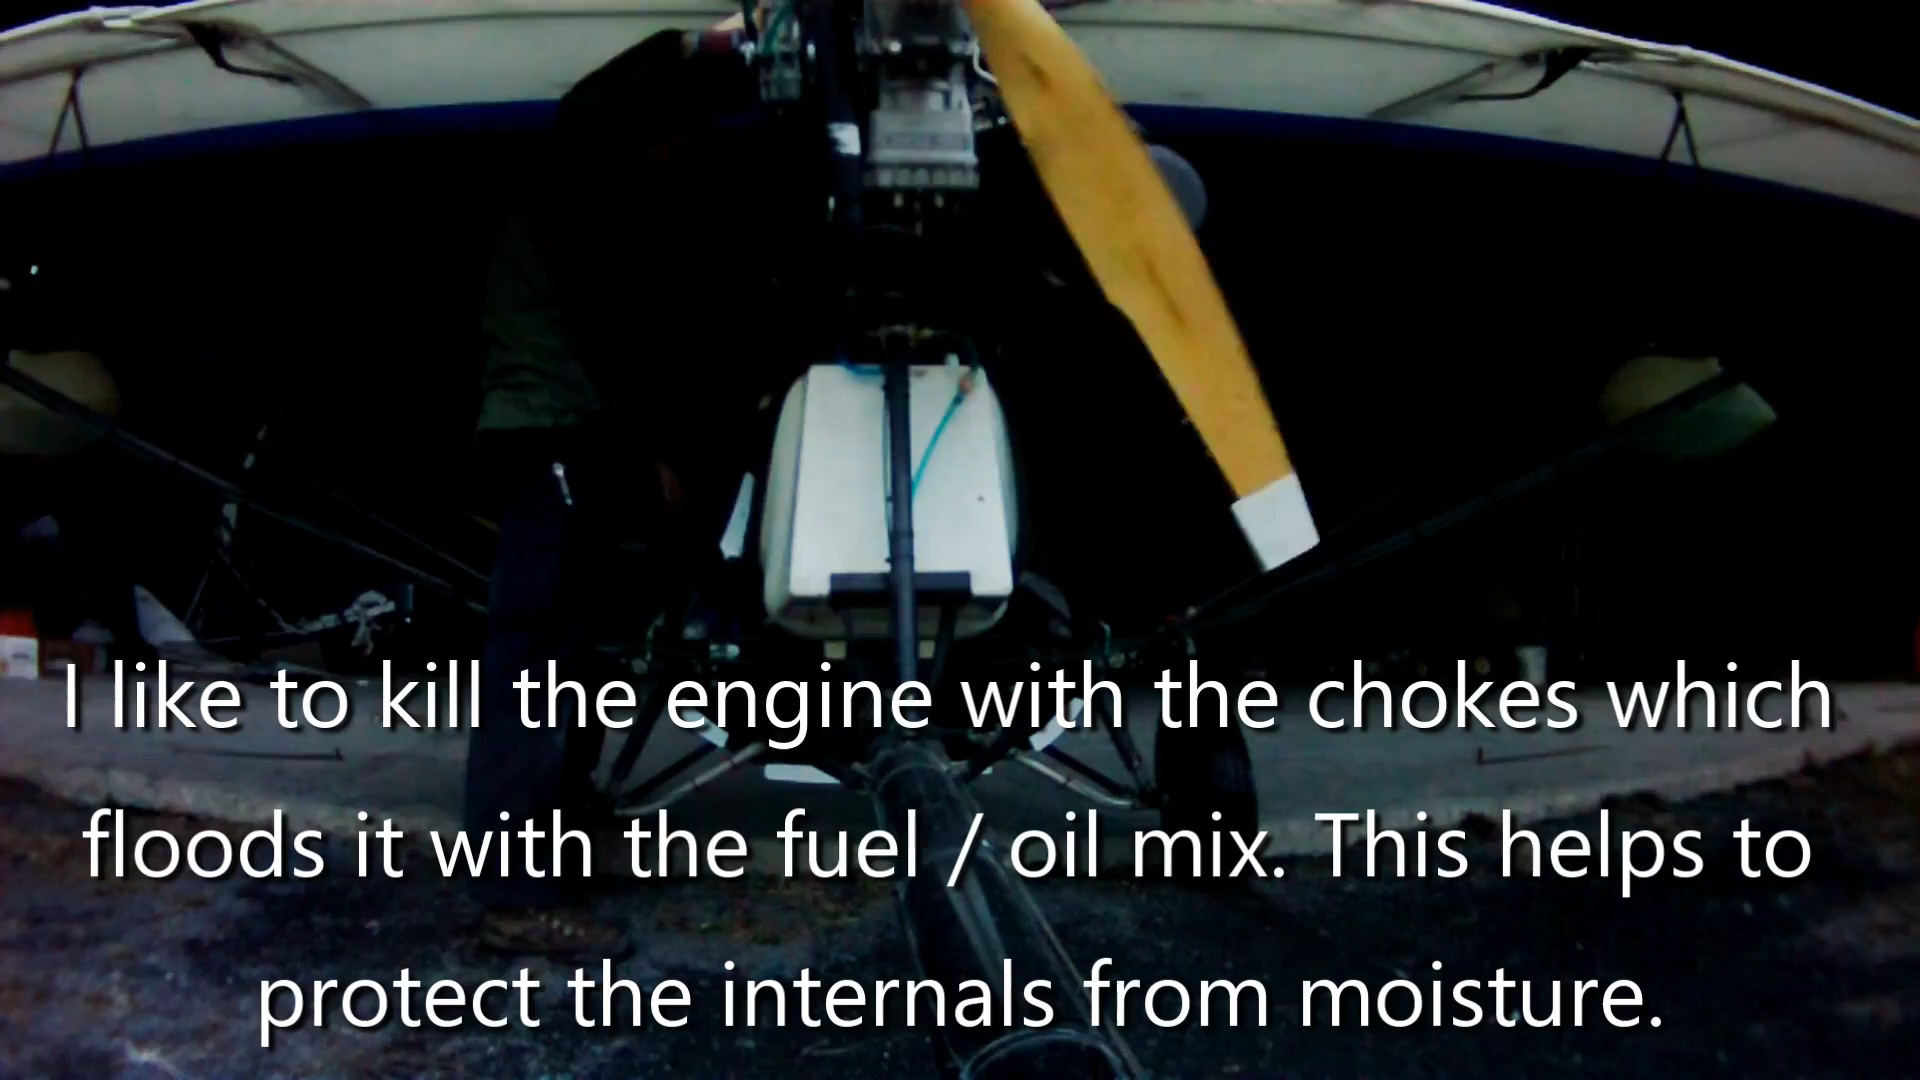 I like to kill the engine with the chokes which
floods it with the fuel / oil mix. This helps to
protect the internals from moisture.